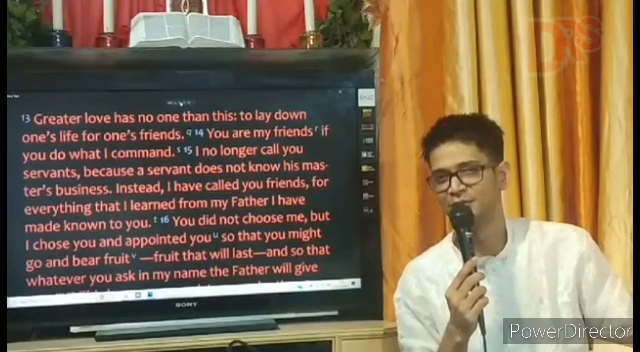 13 Greater love has no one than this: to lay down
one's life for one's friends. q 14 You are my friends r if
you do what I command. s 15 I no longer call you
servants, because a servant does not know his mas-
ter's business. Instead, I have called you friends, for
everything that I learned from my Father I have
made known to you. t 16 You did not choose me, but
I chose you and appointed you u so that you might
go and bear fruit v —fruit that will last—and so that
whatever you ask in my name the Father will give
SONY
PowerDirector